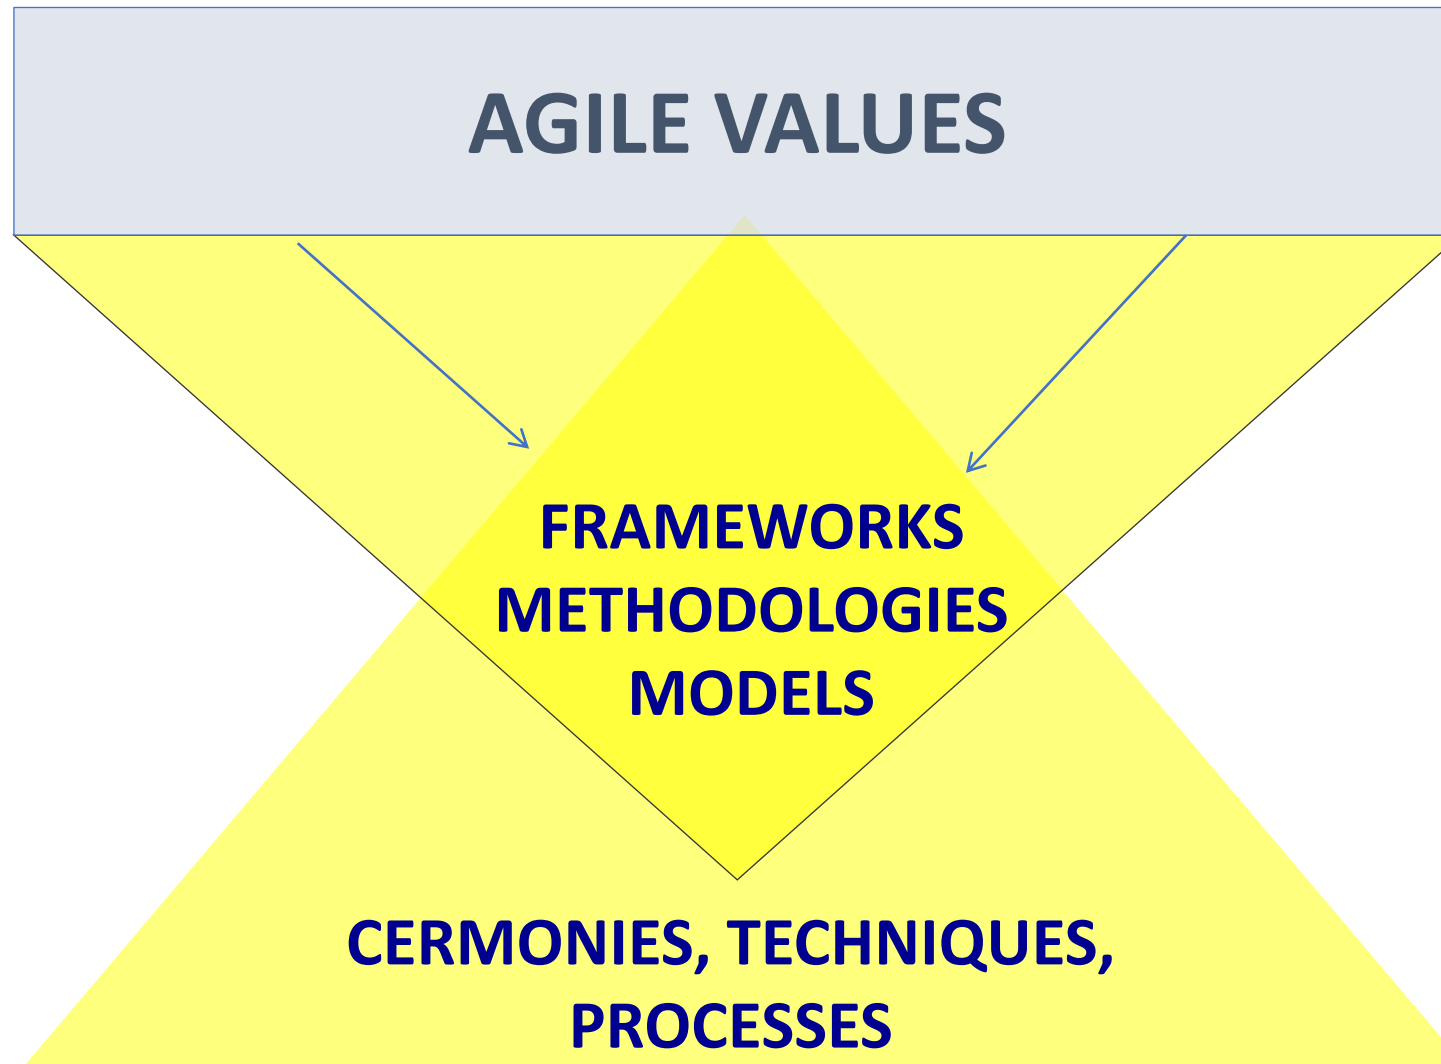 AGILE VALUES
FRAMEWORKS
METHODOLOGIES
MODELS
CERMONIES, TECHNIQUES,
PROCESSES